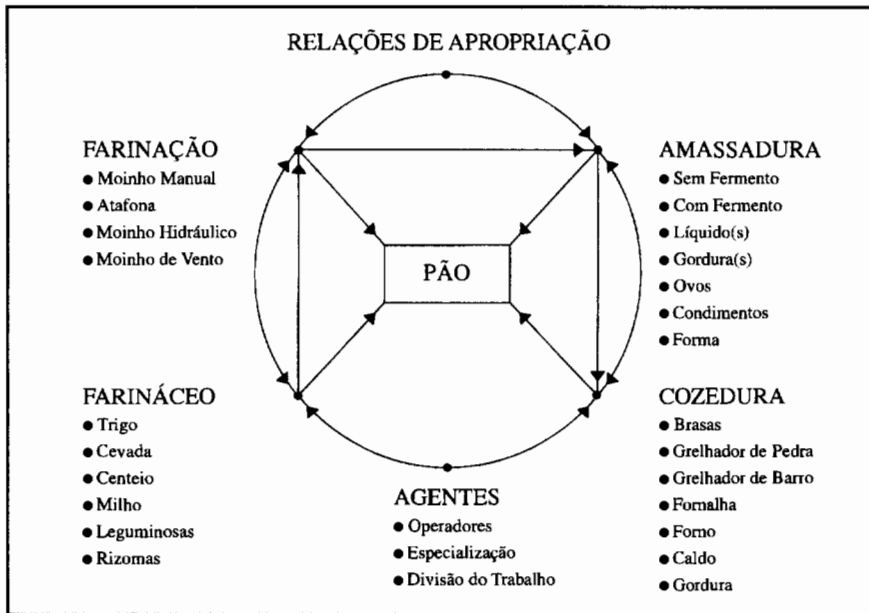 RELAÇÕES DE APROPRIAÇÃO
FARINAÇÃO
● Moinho Manual
● Atafona
● Moinho Hidráulico
● Moinho de Vento
AMASSADURA
● Sem Fermento
● Com Fermento
● Líquido(s)
● Gordura(s)
● Ovos
● Condimentos
● Forma
PÃO
FARINÁCEO
● Trigo
● Cevada
● Centeio
● Milho
● Leguminosas
● Rizomas
AGENTES
● Operadores
● Especialização
● Divisão do Trabalho
COZEDURA
● Brasas
● Grelhador de Pedra
● Grelhador de Barro
● Fornalha
● Forno
● Caldo
● Gordura